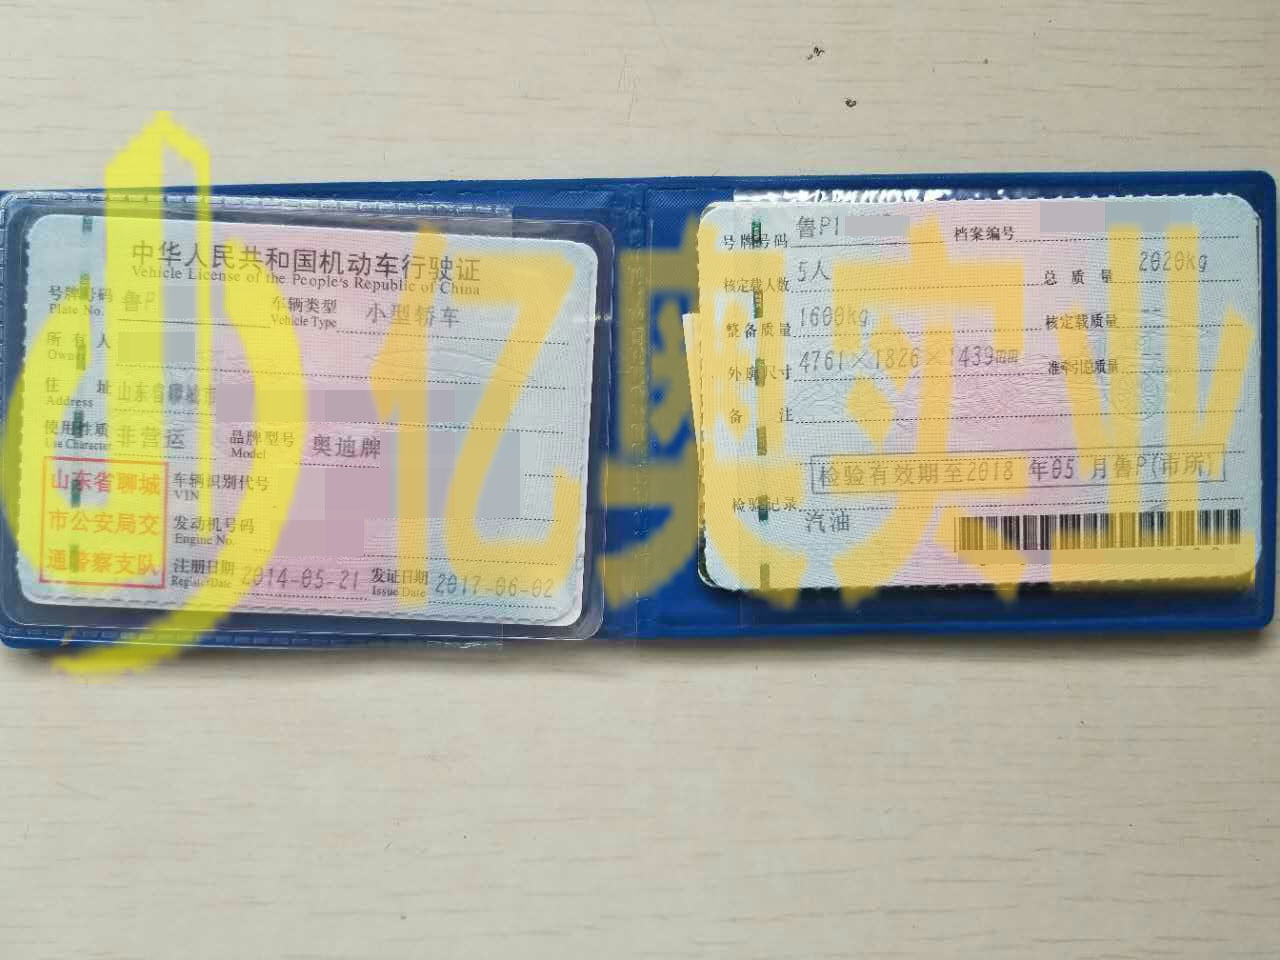 中华人民共和国机动车行驶证
Vehicle License of the People's Republic of China
号牌号码 鲁P
Plate No.
车辆类型 小型轿车
Vehicle Type
所有人
Owner
住址 山东省聊城市
Address
使用性质 非营运
Use Character
品牌型号 奥迪牌
Model
山东省聊城
市公安局交
通警察支队
车辆识别代号
VIN
发动机号码
Engine No.
注册日期 2014-05-21
Register Date
发证日期 2017-06-02
Issue Date
号牌号码 鲁P1
档案编号
核定载人数 5人
总质量 2020kg
整备质量 1600kg
核定载质量
外廓尺寸 4761×1826×1439mm
准牵引总质量
备注
检验有效期至2018年05月鲁P(市所)
检验记录
汽油
亿奥实业